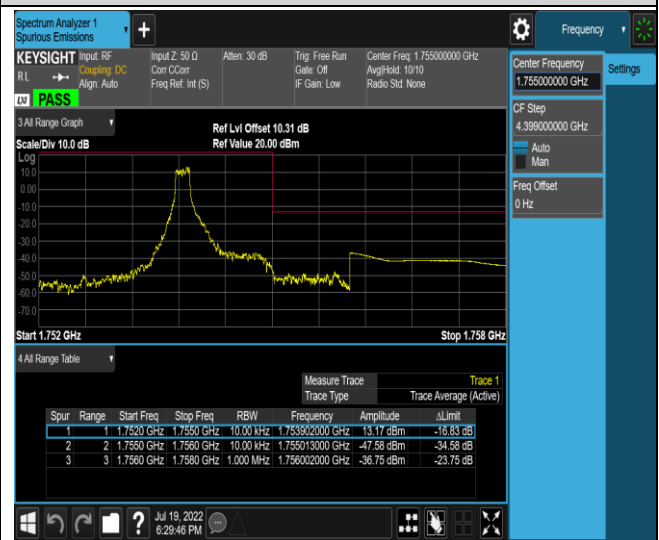 Spectrum Analyzer 1
Spurious Emissions
Frequency
KEYSIGHT Input: RF Input Z: 50 Ω Atten: 30 dB Trig: Free Run Center Freq: 1.755000000 GHz
RL Coupling: DC Corr CCorr Gate: Off Avg|Hold: 10/10
Align: Auto Freq Ref: Int (S) IF Gain: Low Radio Std: None
LXI PASS
Center Frequency
1.755000000 GHz
Settings
CF Step
4.399000000 GHz
Auto
Man
Freq Offset
0 Hz
3 All Range Graph
Ref Lvl Offset 10.31 dB
Scale/Div 10.0 dB Ref Value 20.00 dBm
Log
10.0
0.00
-10.0
-20.0
-30.0
-40.0
-50.0
-60.0
-70.0
Start 1.752 GHz Stop 1.758 GHz
4 All Range Table
Measure Trace Trace 1
Trace Type Trace Average (Active)
Spur Range Start Freq Stop Freq RBW Frequency Amplitude ΔLimit
1 1 1.7520 GHz 1.7550 GHz 10.00 kHz 1.753902000 GHz 13.17 dBm -16.83 dB
2 2 1.7550 GHz 1.7560 GHz 10.00 kHz 1.755013000 GHz -47.58 dBm -34.58 dB
3 3 1.7560 GHz 1.7580 GHz 1.000 MHz 1.756002000 GHz -36.75 dBm -23.75 dB
Jul 19, 2022
6:29:46 PM